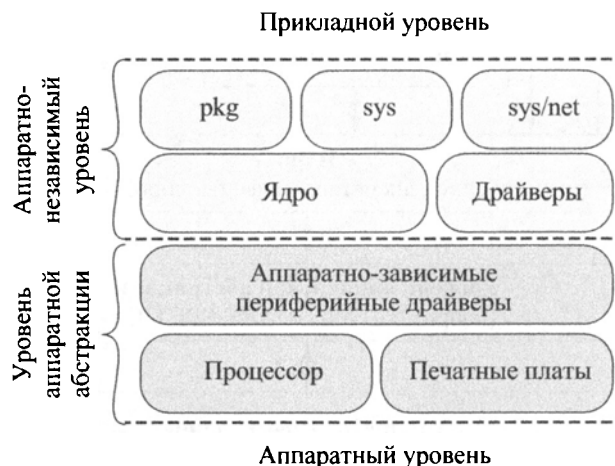 Прикладной уровень
Аппаратно-
независимый
уровень
pkg
sys
sys/net
Ядро
Драйверы
Уровень
аппаратной
абстракции
Аппаратно-зависимые
периферийные драйверы
Процессор
Печатные платы
Аппаратный уровень